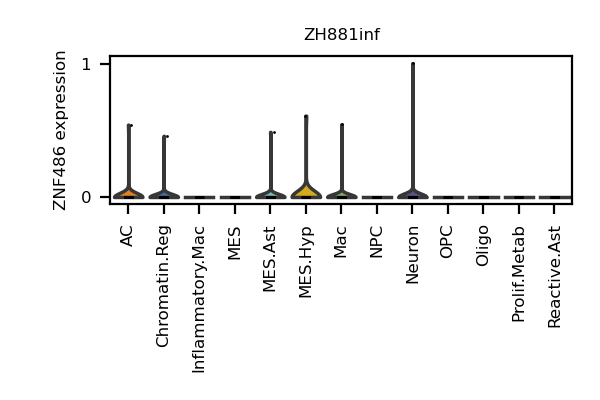 ZH881inf
ZNF486 expression
1
0
AC
Chromatin.Reg
Inflammatory.Mac
MES
MES.Ast
MES.Hyp
Mac
NPC
Neuron
OPC
Oligo
Prolif.Metab
Reactive.Ast